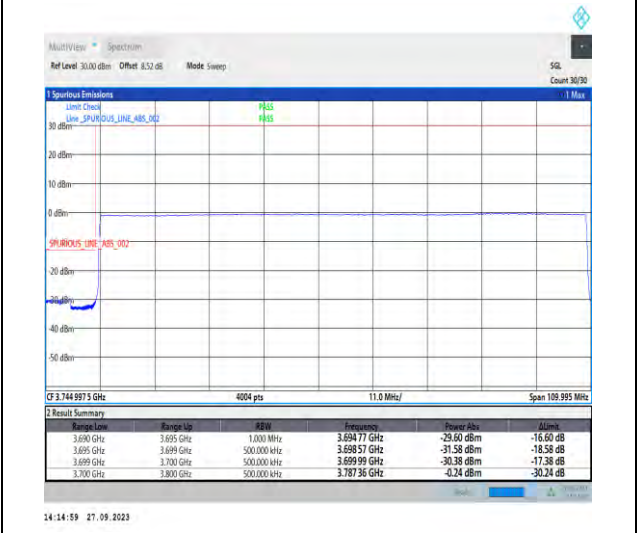 MultiView Spectrum
Ref Level 30.00 dBm Offset 8.52 dB Mode Sweep SGL
Count 30/30
1 Spurious Emissions 1 Max
Limit Check PASS
Line _SPURIOUS_LINE_ABS_002 PASS
30 dBm
20 dBm
10 dBm
0 dBm
SPURIOUS_LINE_ABS_002
-20 dBm
-30 dBm
-40 dBm
-50 dBm
CF 3.744 997 5 GHz 4004 pts 11.0 MHz/ Span 109.995 MHz
2 Result Summary
Range Low Range Up RBW Frequency Power Abs ΔLimit
3.690 GHz 3.695 GHz 1.000 MHz 3.694 77 GHz -29.60 dBm -16.60 dB
3.695 GHz 3.699 GHz 500.000 kHz 3.698 57 GHz -31.58 dBm -18.58 dB
3.699 GHz 3.700 GHz 500.000 kHz 3.699 99 GHz -30.38 dBm -17.38 dB
3.700 GHz 3.800 GHz 500.000 kHz 3.787 36 GHz -0.24 dBm -30.24 dB
14:14:59 27.09.2023